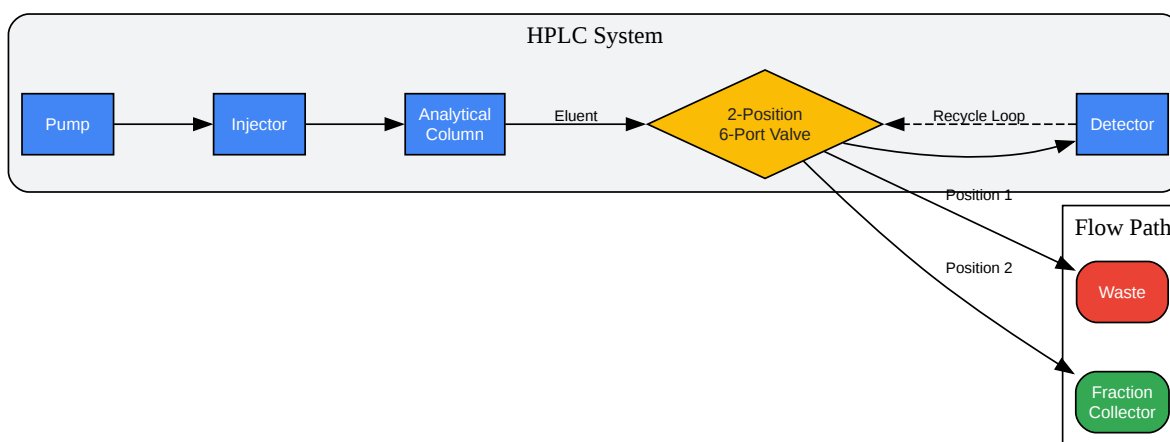 HPLC System
Pump
Injector
Analytical
Column
Eluent
2-Position
6-Port Valve
Recycle Loop
Detector
Position 1
Flow Path
Position 2
Waste
Fraction
Collector